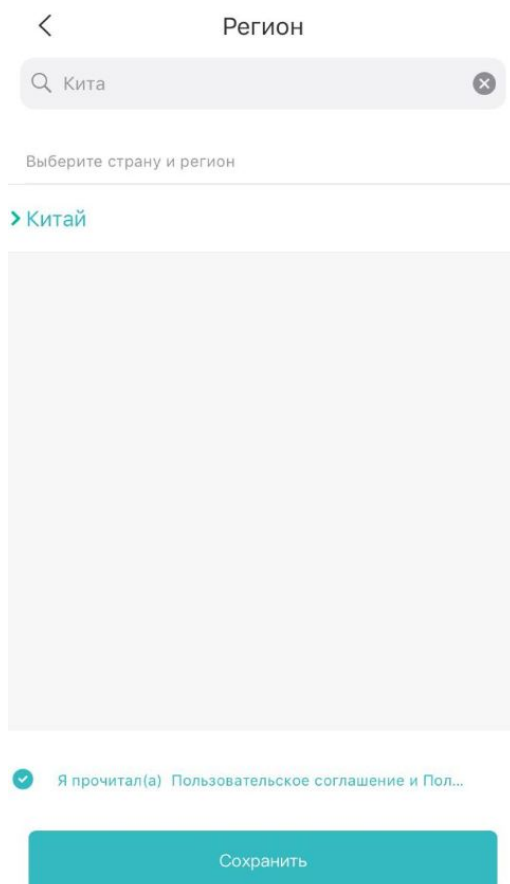 Регион
Кита
Выберите страну и регион
Китай
Я прочитал(а) Пользовательское соглашение и Пол...
Сохранить